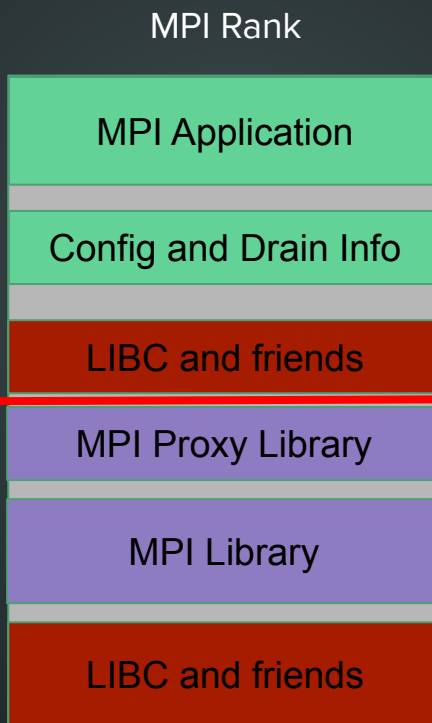 MPI Rank
MPI Application
Config and Drain Info
LIBC and friends
MPI Proxy Library
MPI Library
LIBC and friends